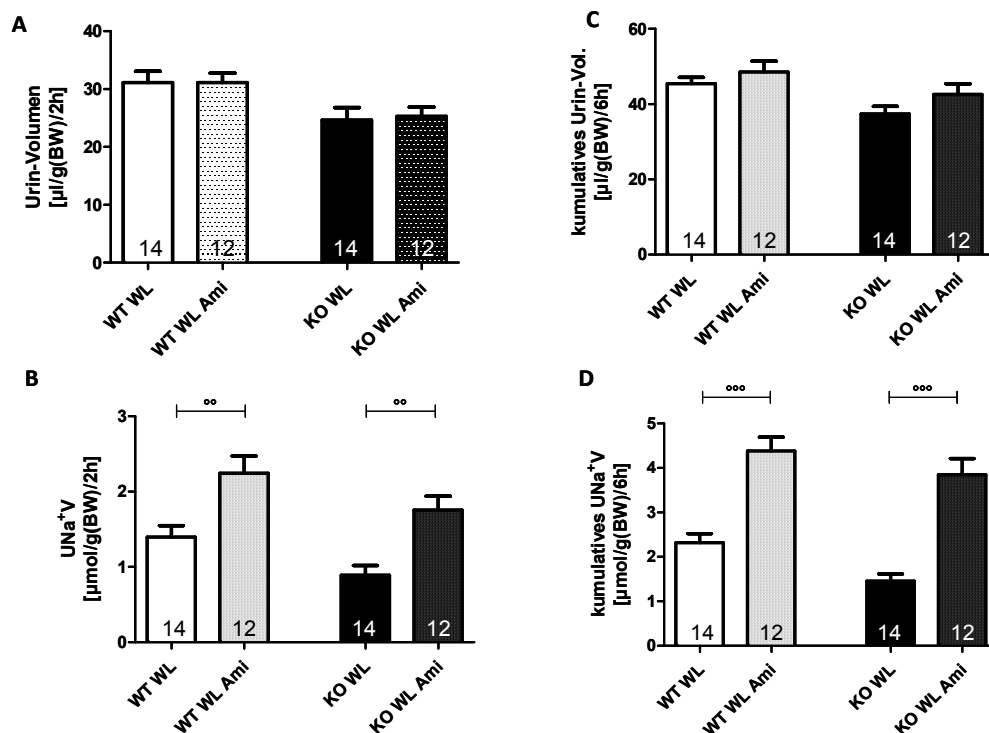 A
Urin-Volumen
[µl/g(BW)/2h]
40
30
20
10
0
14
12
14
12
WT WL
WT WL Ami
KO WL
KO WL Ami
C
kumulatives Urin-Vol.
[µl/g(BW)/6h]
60
40
20
0
14
12
14
12
WT WL
WT WL Ami
KO WL
KO WL Ami
B
UNa⁺V
[µmol/g(BW)/2h]
3
2
1
0
°°
°°
14
12
14
12
WT WL
WT WL Ami
KO WL
KO WL Ami
D
kumulatives UNa⁺V
[µmol/g(BW)/6h]
5
4
3
2
1
0
°°°
°°°
14
12
14
12
WT WL
WT WL Ami
KO WL
KO WL Ami